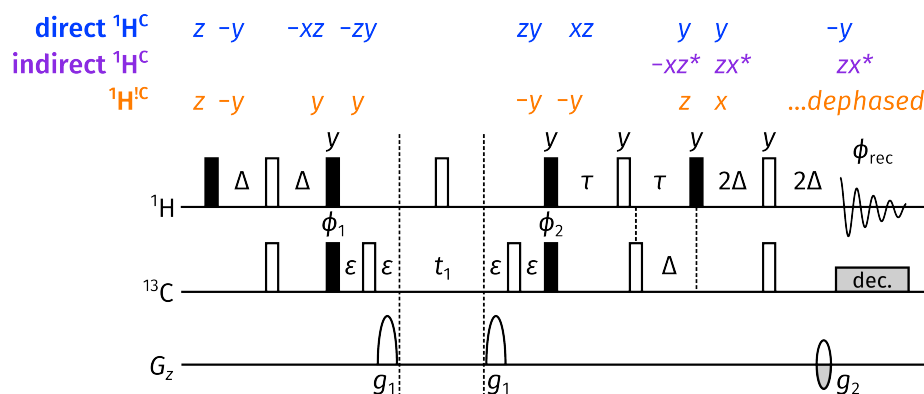 direct ¹Hᶜ z −y −xz −zy zy xz y y −y
indirect ¹Hᶜ −xz* zx* zx*
¹H!ᶜ z −y y y −y −y z x ...dephased
y y y y y
ϕrec
¹H Δ Δ τ τ 2Δ 2Δ
ϕ₁ ϕ₂
¹³C ε ε t₁ ε ε Δ dec.
Gz g₁ g₁ g₂